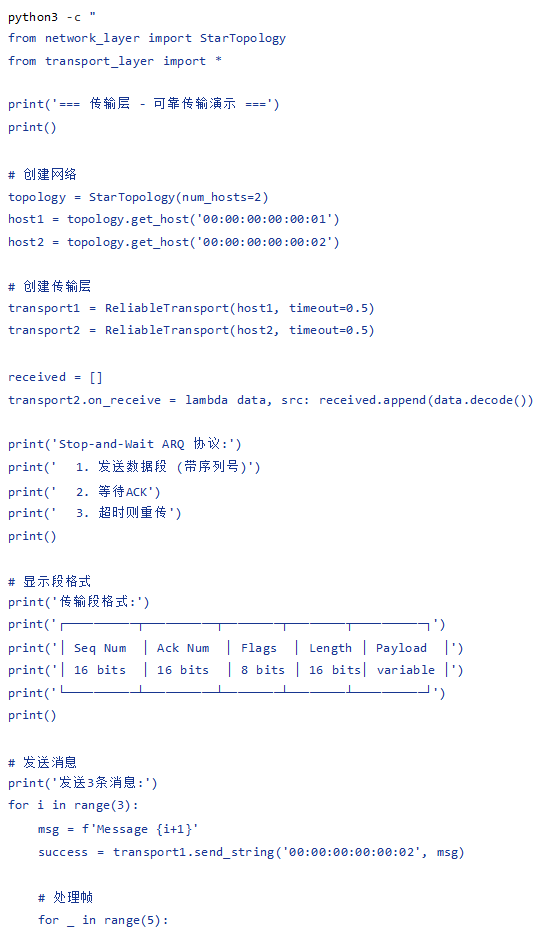 python3 -c "
from network_layer import StarTopology
from transport_layer import *
print('=== 传输层 - 可靠传输演示 ===')
print()
# 创建网络
topology = StarTopology(num_hosts=2)
host1 = topology.get_host('00:00:00:00:00:01')
host2 = topology.get_host('00:00:00:00:00:02')
# 创建传输层
transport1 = ReliableTransport(host1, timeout=0.5)
transport2 = ReliableTransport(host2, timeout=0.5)
received = []
transport2.on_receive = lambda data, src: received.append(data.decode())
print('Stop-and-Wait ARQ 协议:')
print('  1. 发送数据段 (带序列号)')
print('  2. 等待ACK')
print('  3. 超时则重传')
print()
# 显示段格式
print('传输段格式:')
print('┌─────────┬─────────┬───────┬───────┬─────────┐')
print('│ Seq Num  │ Ack Num  │ Flags  │ Length │ Payload  │')
print('│ 16 bits  │ 16 bits  │ 8 bits │ 16 bits│ variable │')
print('└─────────┴─────────┴───────┴───────┴─────────┘')
print()
# 发送消息
print('发送3条消息:')
for i in range(3):
    msg = f'Message {i+1}'
    success = transport1.send_string('00:00:00:00:00:02', msg)
    # 处理帧
    for _ in range(5):